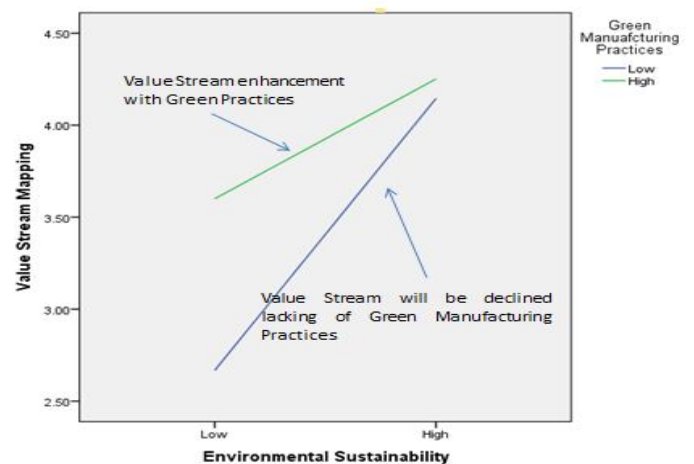 Green
Manuafcturing
Practices
Low
High
4.50
4.00
3.50
3.00
2.50
Value Stream Mapping
Value Stream enhancement
with Green Practices
Value Stream will be declined
lacking of Green Manufacturing
Practices
Low
High
Environmental Sustainability